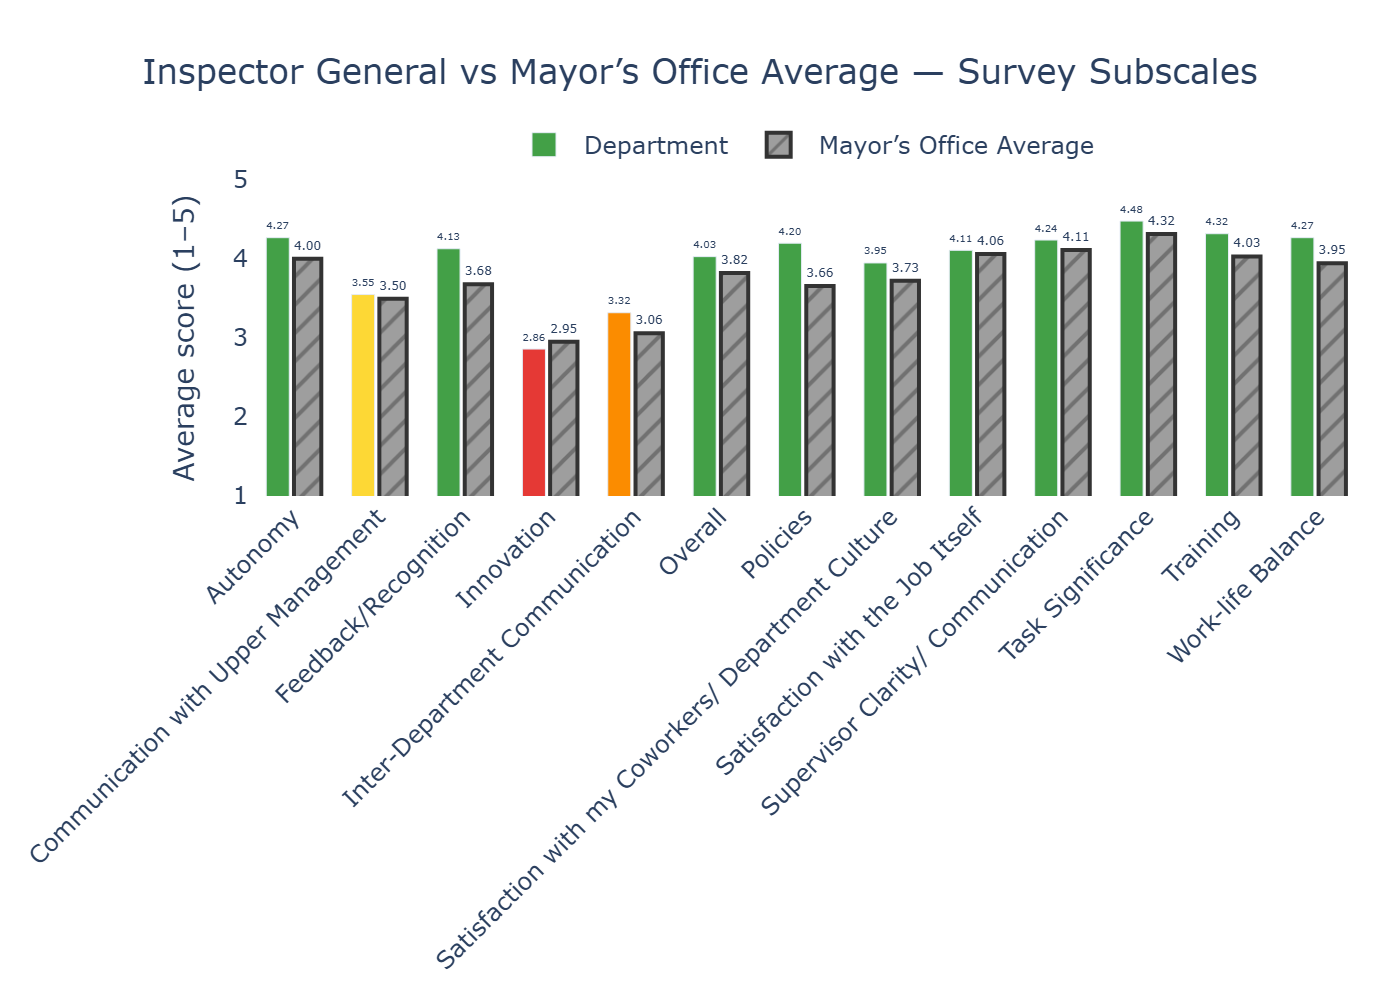 Inspector General vs Mayor’s Office Average — Survey Subscales
Department
Mayor’s Office Average
Average score (1–5)
5
4
3
2
1
4.27
4.00
3.55
3.50
4.13
3.68
2.86
2.95
3.32
3.06
4.03
3.82
4.20
3.66
3.95
3.73
4.11
4.06
4.24
4.11
4.48
4.32
4.32
4.03
4.27
3.95
Autonomy
Communication with Upper Management
Feedback/Recognition
Innovation
Inter-Department Communication
Overall
Policies
Satisfaction with my Coworkers/ Department Culture
Satisfaction with the Job Itself
Supervisor Clarity/ Communication
Task Significance
Training
Work-life Balance